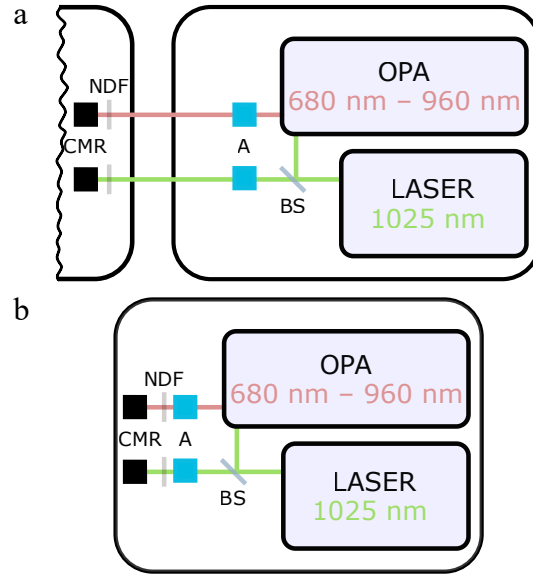 a
OPA
680 nm – 960 nm
NDF
CMR
A
BS
LASER
1025 nm
b
OPA
680 nm – 960 nm
NDF
CMR
A
BS
LASER
1025 nm